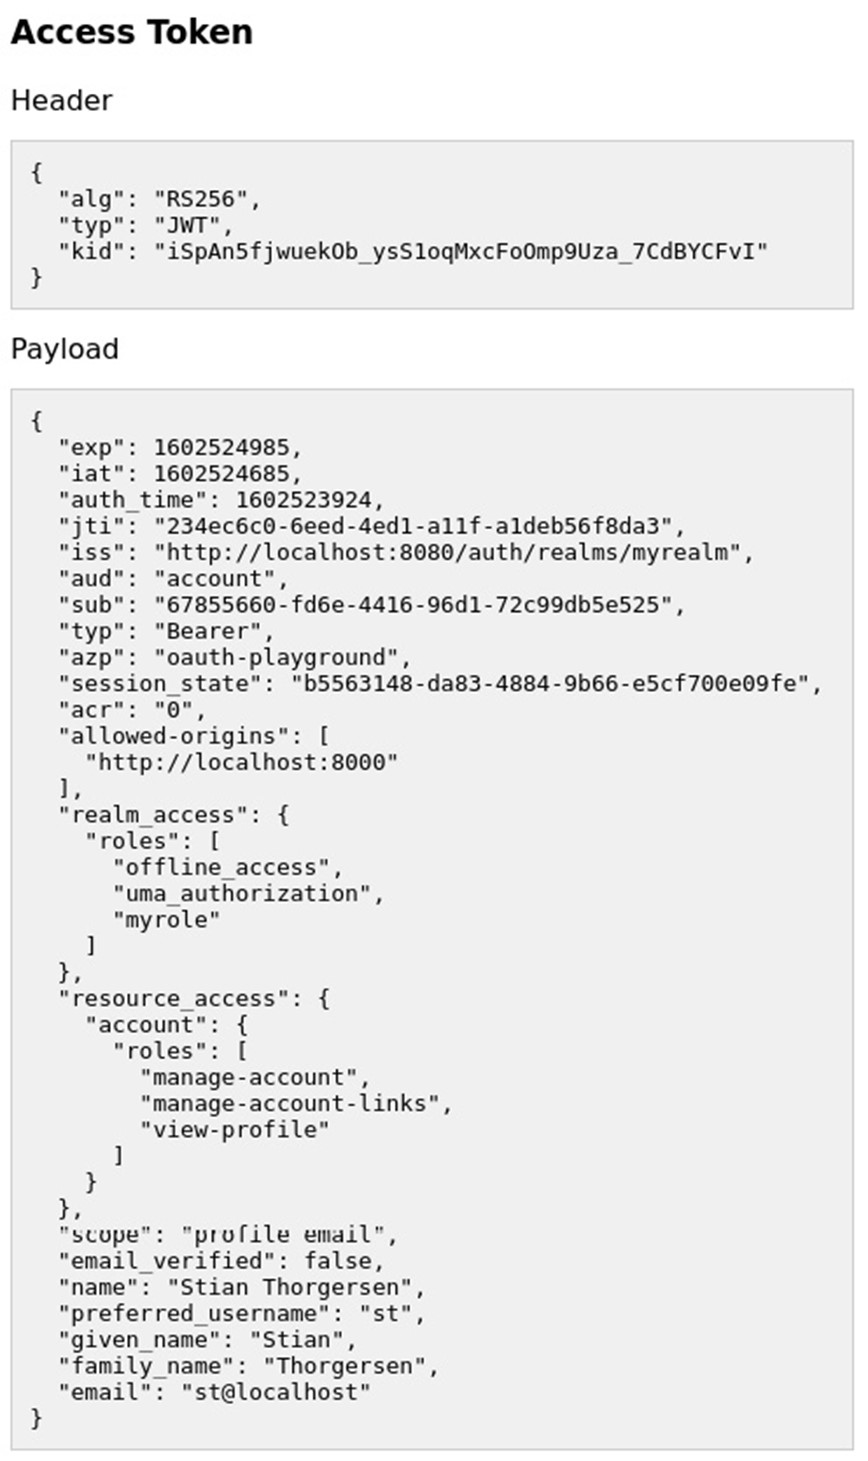 Access Token
Header
{
  "alg": "RS256",
  "typ": "JWT",
  "kid": "iSpAn5fjwuekOb_ysS1oqMxcFoOmp9Uza_7CdBYCFvI"
}
Payload
{
  "exp": 1602524985,
  "iat": 1602524685,
  "auth_time": 1602523924,
  "jti": "234ec6c0-6eed-4ed1-a11f-a1deb56f8da3",
  "iss": "http://localhost:8080/auth/realms/myrealm",
  "aud": "account",
  "sub": "67855660-fd6e-4416-96d1-72c99db5e525",
  "typ": "Bearer",
  "azp": "oauth-playground",
  "session_state": "b5563148-da83-4884-9b66-e5cf700e09fe",
  "acr": "0",
  "allowed-origins": [
    "http://localhost:8000"
  ],
  "realm_access": {
    "roles": [
      "offline_access",
      "uma_authorization",
      "myrole"
    ]
  },
  "resource_access": {
    "account": {
      "roles": [
        "manage-account",
        "manage-account-links",
        "view-profile"
      ]
    }
  },
  "scope": "profile email",
  "email_verified": false,
  "name": "Stian Thorgersen",
  "preferred_username": "st",
  "given_name": "Stian",
  "family_name": "Thorgersen",
  "email": "st@localhost"
}